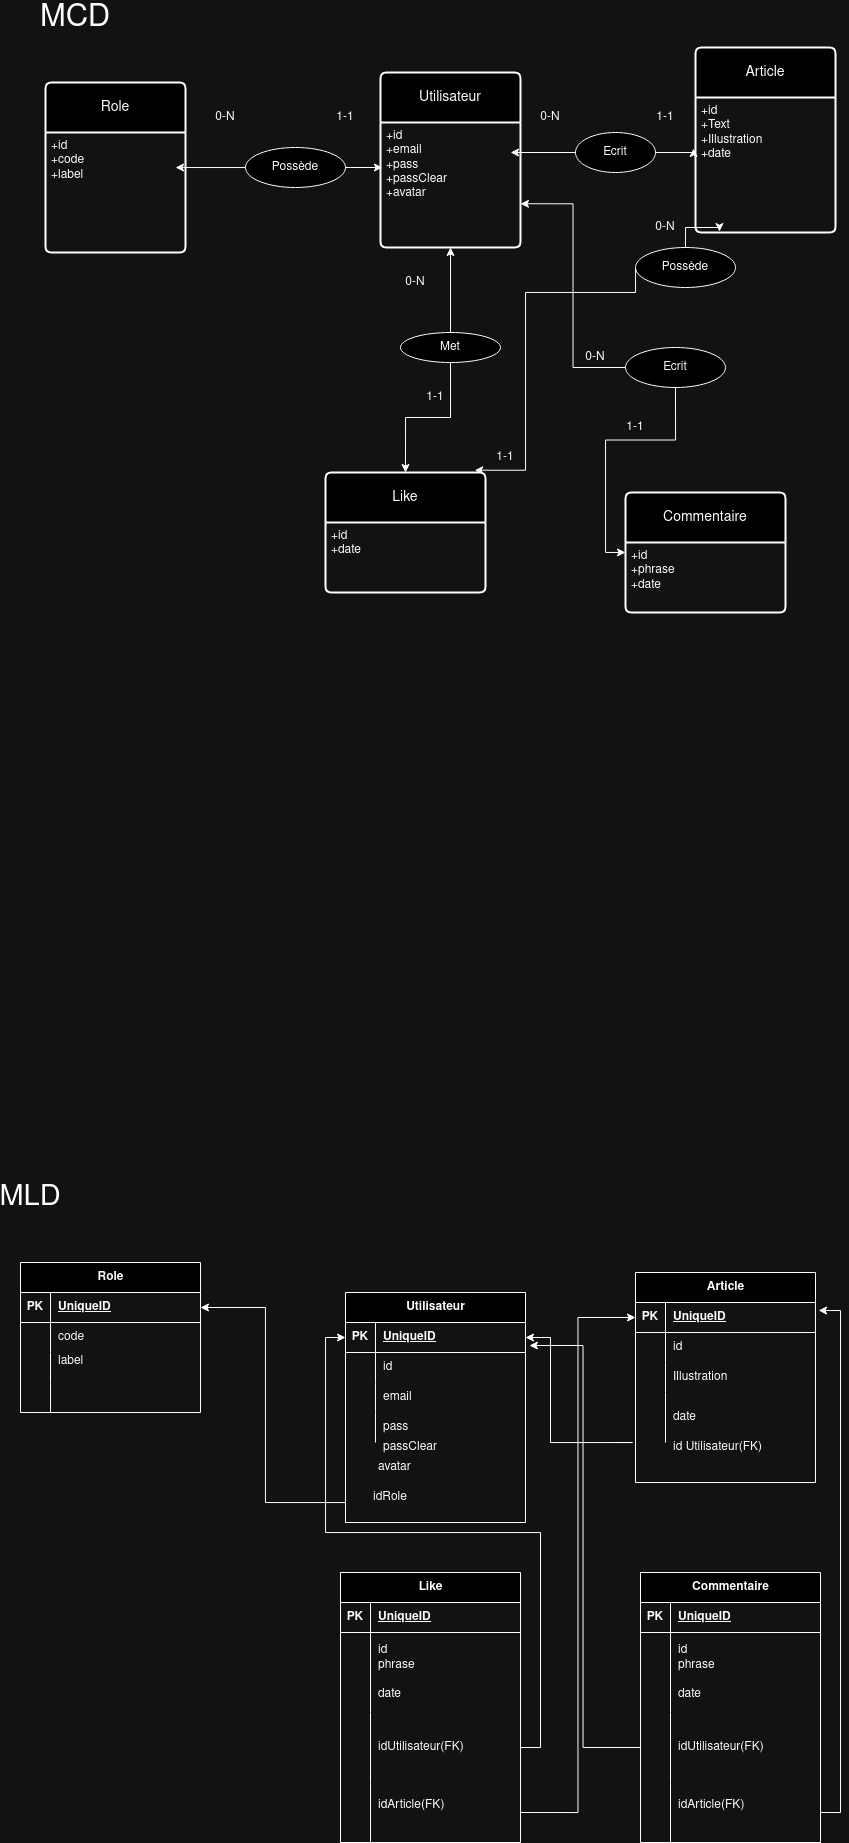 MCD
Role
+id
+code
+label
0-N
1-1
Possède
Utilisateur
+id
+email
+pass
+passClear
+avatar
0-N
1-1
Ecrit
Article
+id
+Text
+Illustration
+date
0-N
Possède
0-N
Met
1-1
0-N
Ecrit
1-1
1-1
Like
+id
+date
Commentaire
+id
+phrase
+date
MLD
Role
PK UniqueID
code
label
Utilisateur
PK UniqueID
id
email
pass
passClear
avatar
idRole
Article
PK UniqueID
id
Illustration
date
id Utilisateur(FK)
Like
PK UniqueID
id
phrase
date
idUtilisateur(FK)
idArticle(FK)
Commentaire
PK UniqueID
id
phrase
date
idUtilisateur(FK)
idArticle(FK)